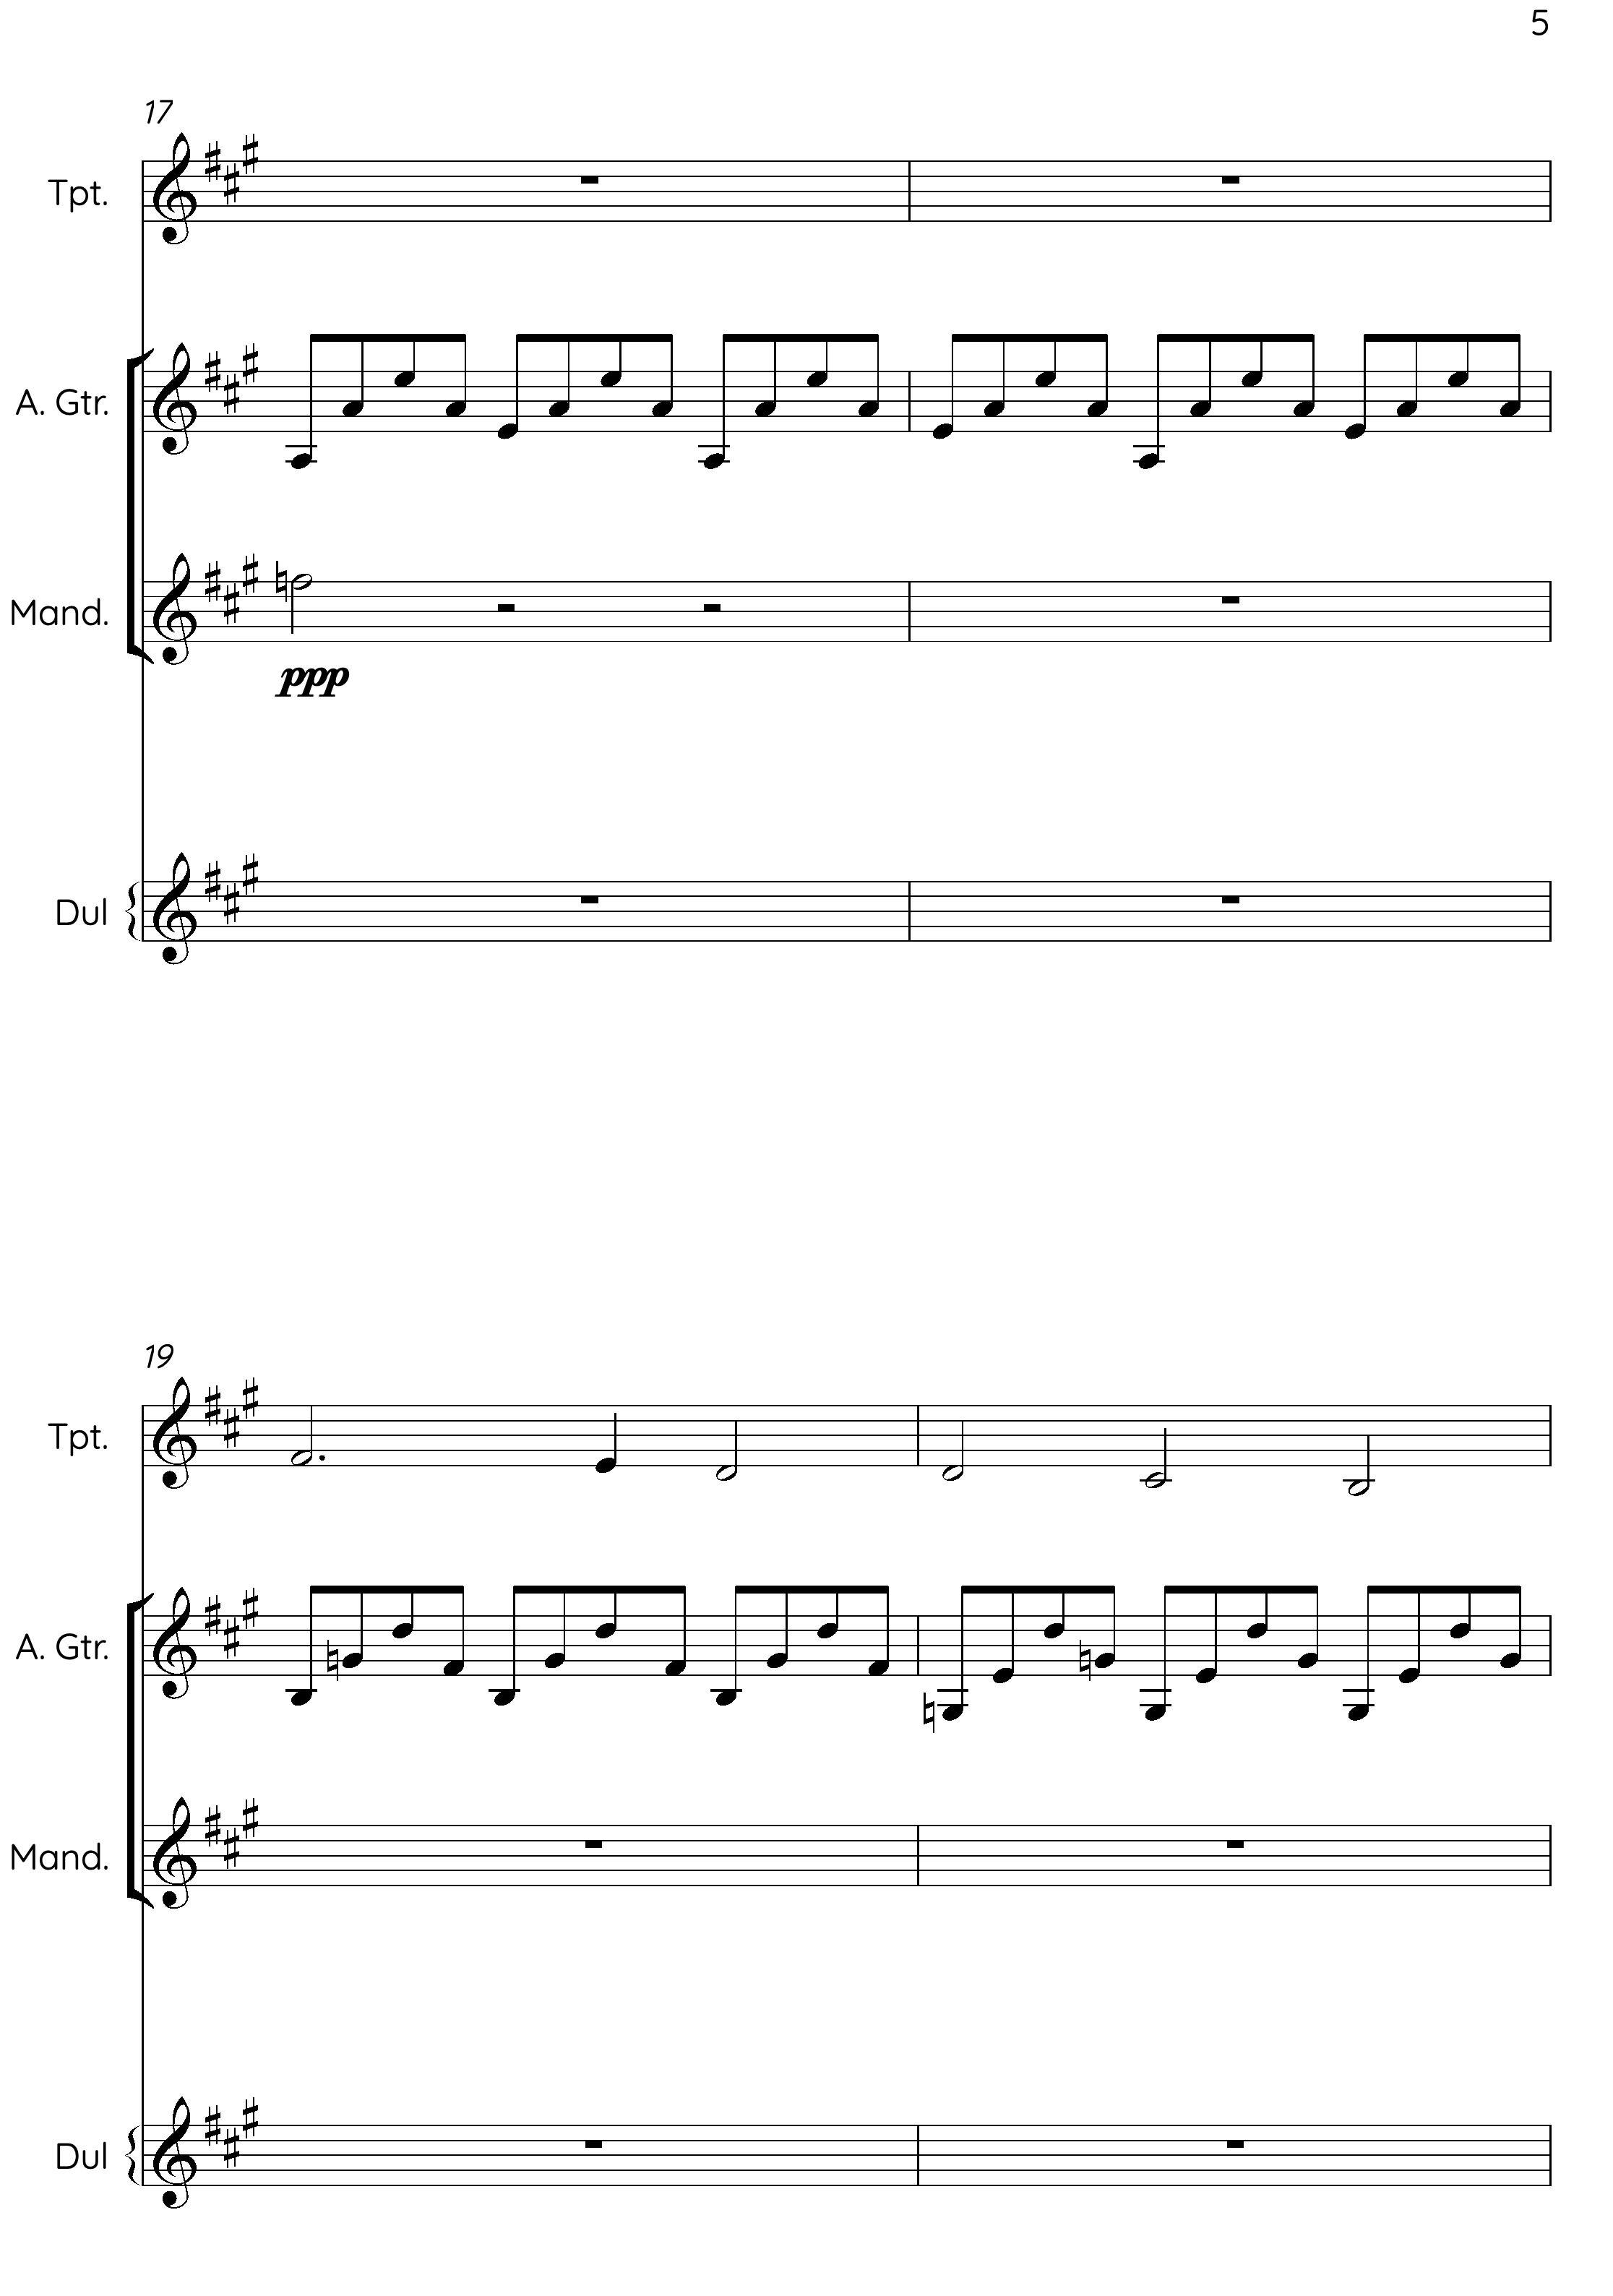 5
17
Tpt.
A. Gtr.
Mand.
ppp
Dul
19
Tpt.
A. Gtr.
Mand.
Dul